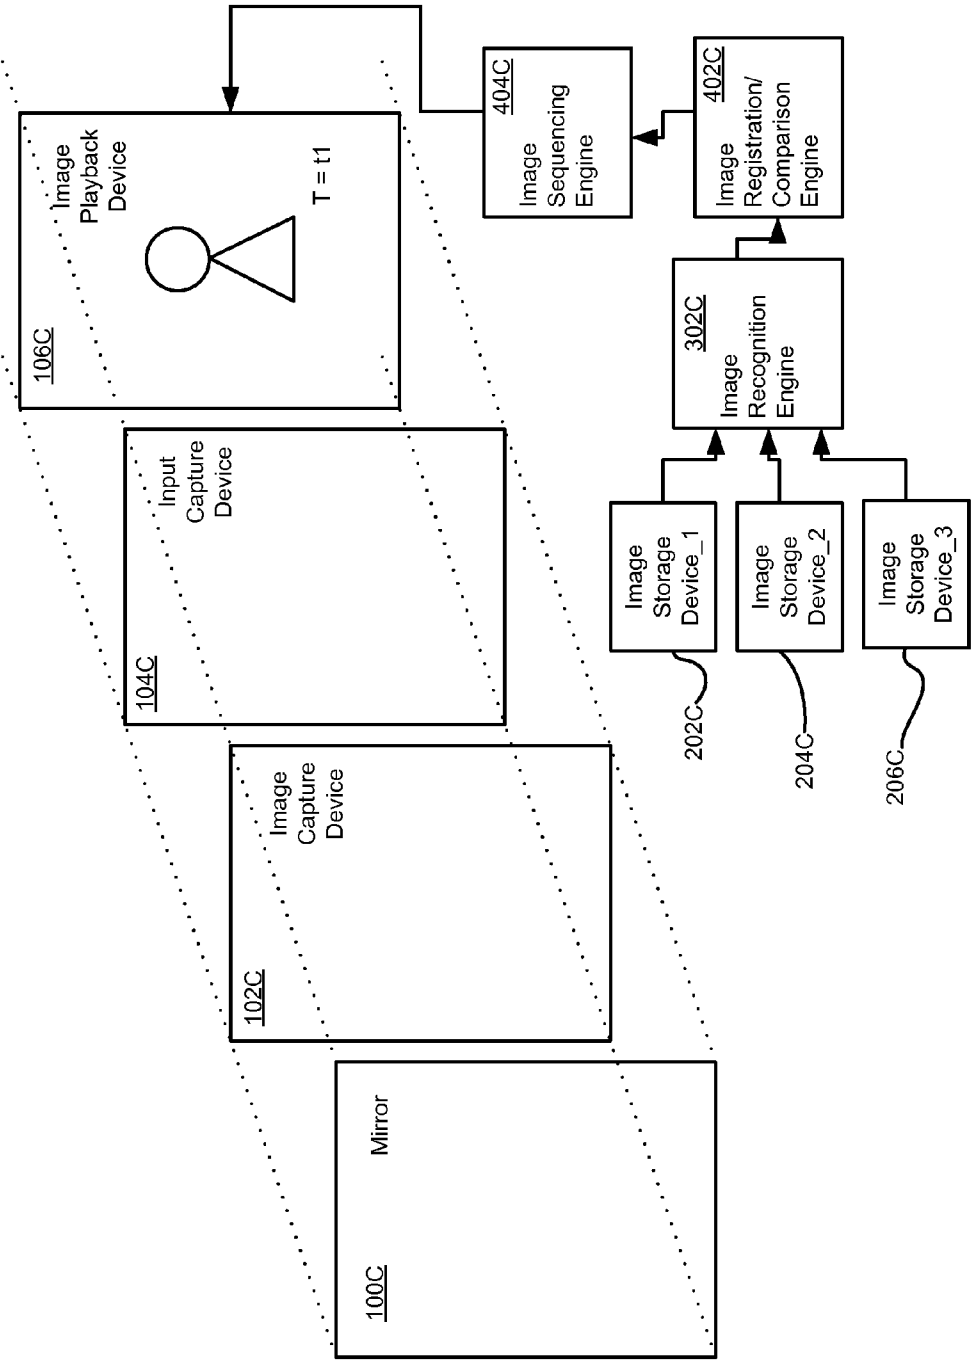 100C
Mirror
102C
Image
Capture
Device
104C
Input
Capture
Device
106C
Image
Playback
Device
T = t1
202C
Image
Storage
Device_1
204C
Image
Storage
Device_2
206C
Image
Storage
Device_3
302C
Image
Recognition
Engine
402C
Image
Registration/
Comparison
Engine
404C
Image
Sequencing
Engine